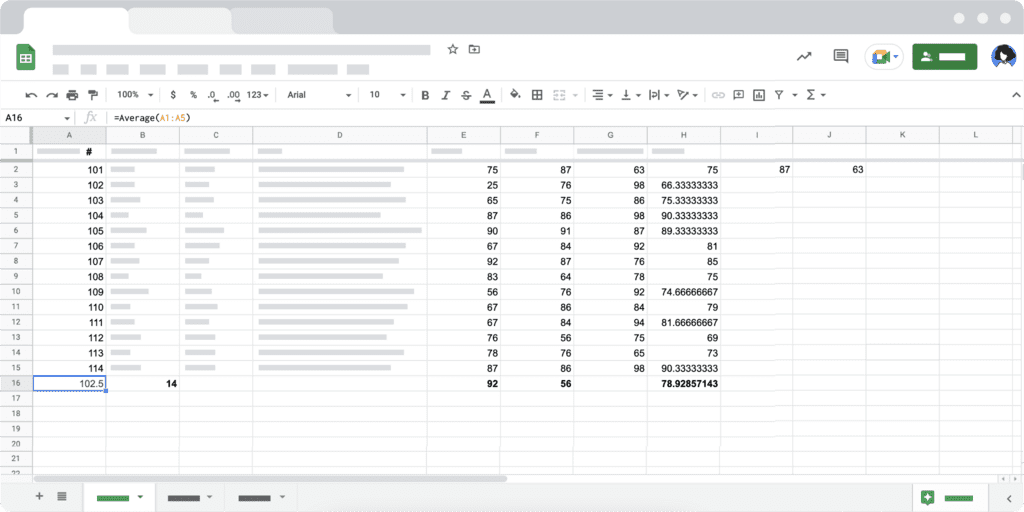 100% $ % .0 .00 123 Arial 10 B I S A
A16 fx =Average(A1:A5)
A B C D E F G H I J K L
1 #
2 101 75 87 63 75 87 63
3 102 25 76 98 66.33333333
4 103 65 75 86 75.33333333
5 104 87 86 98 90.33333333
6 105 90 91 87 89.33333333
7 106 67 84 92 81
8 107 92 87 76 85
9 108 83 64 78 75
10 109 56 76 92 74.66666667
11 110 67 86 84 79
12 111 67 84 94 81.66666667
13 112 76 56 75 69
14 113 78 76 65 73
15 114 87 86 98 90.33333333
16 102.5 14 92 56 78.92857143
17
18
19
20
21
22